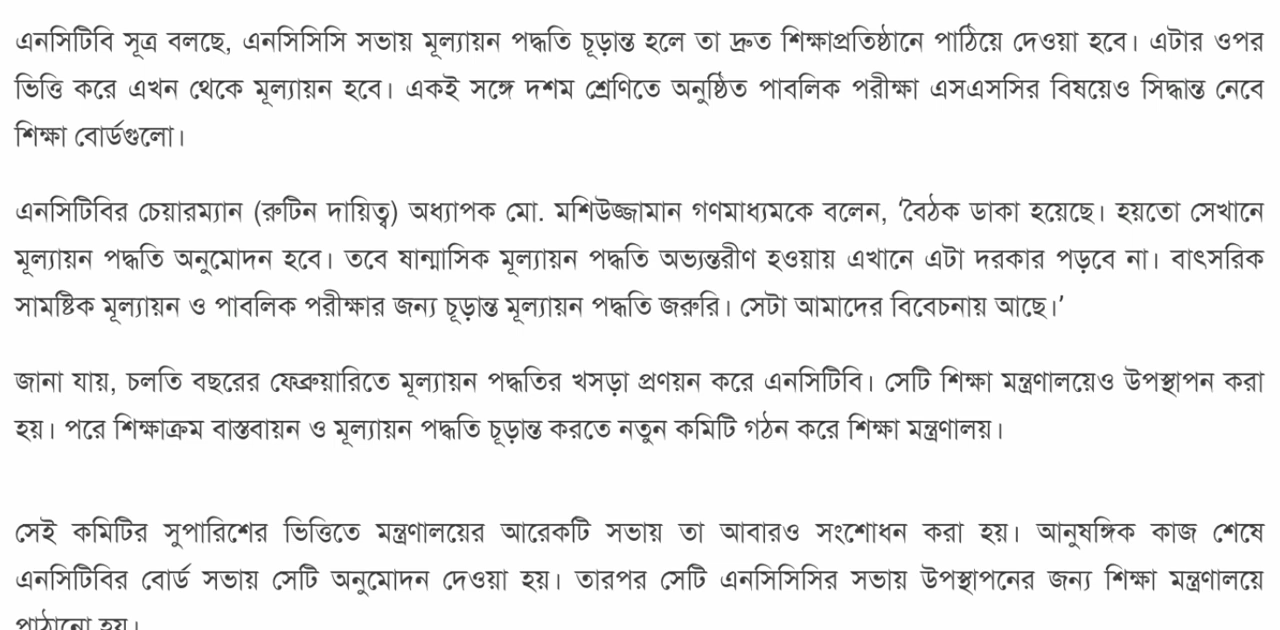 এনসিটিবি সূত্র বলছে, এনসিসিসি সভায় মূল্যায়ন পদ্ধতি চূড়ান্ত হলে তা দ্রুত শিক্ষাপ্রতিষ্ঠানে পাঠিয়ে দেওয়া হবে। এটার ওপর
ভিত্তি করে এখন থেকে মূল্যায়ন হবে। একই সঙ্গে দশম শ্রেণিতে অনুষ্ঠিত পাবলিক পরীক্ষা এসএসসির বিষয়েও সিদ্ধান্ত নেবে
শিক্ষা বোর্ডগুলো।
এনসিটিবির চেয়ারম্যান (রুটিন দায়িত্ব) অধ্যাপক মো. মশিউজ্জামান গণমাধ্যমকে বলেন, ‘বৈঠক ডাকা হয়েছে। হয়তো সেখানে
মূল্যায়ন পদ্ধতি অনুমোদন হবে। তবে ষান্মাসিক মূল্যায়ন পদ্ধতি অভ্যন্তরীণ হওয়ায় এখানে এটা দরকার পড়বে না। বাৎসরিক
সামষ্টিক মূল্যায়ন ও পাবলিক পরীক্ষার জন্য চূড়ান্ত মূল্যায়ন পদ্ধতি জরুরি। সেটা আমাদের বিবেচনায় আছে।’
জানা যায়, চলতি বছরের ফেব্রুয়ারিতে মূল্যায়ন পদ্ধতির খসড়া প্রণয়ন করে এনসিটিবি। সেটি শিক্ষা মন্ত্রণালয়েও উপস্থাপন করা
হয়। পরে শিক্ষাক্রম বাস্তবায়ন ও মূল্যায়ন পদ্ধতি চূড়ান্ত করতে নতুন কমিটি গঠন করে শিক্ষা মন্ত্রণালয়।
সেই কমিটির সুপারিশের ভিত্তিতে মন্ত্রণালয়ের আরেকটি সভায় তা আবারও সংশোধন করা হয়। আনুষঙ্গিক কাজ শেষে
এনসিটিবির বোর্ড সভায় সেটি অনুমোদন দেওয়া হয়। তারপর সেটি এনসিসিসির সভায় উপস্থাপনের জন্য শিক্ষা মন্ত্রণালয়ে
পাঠানো হয়।